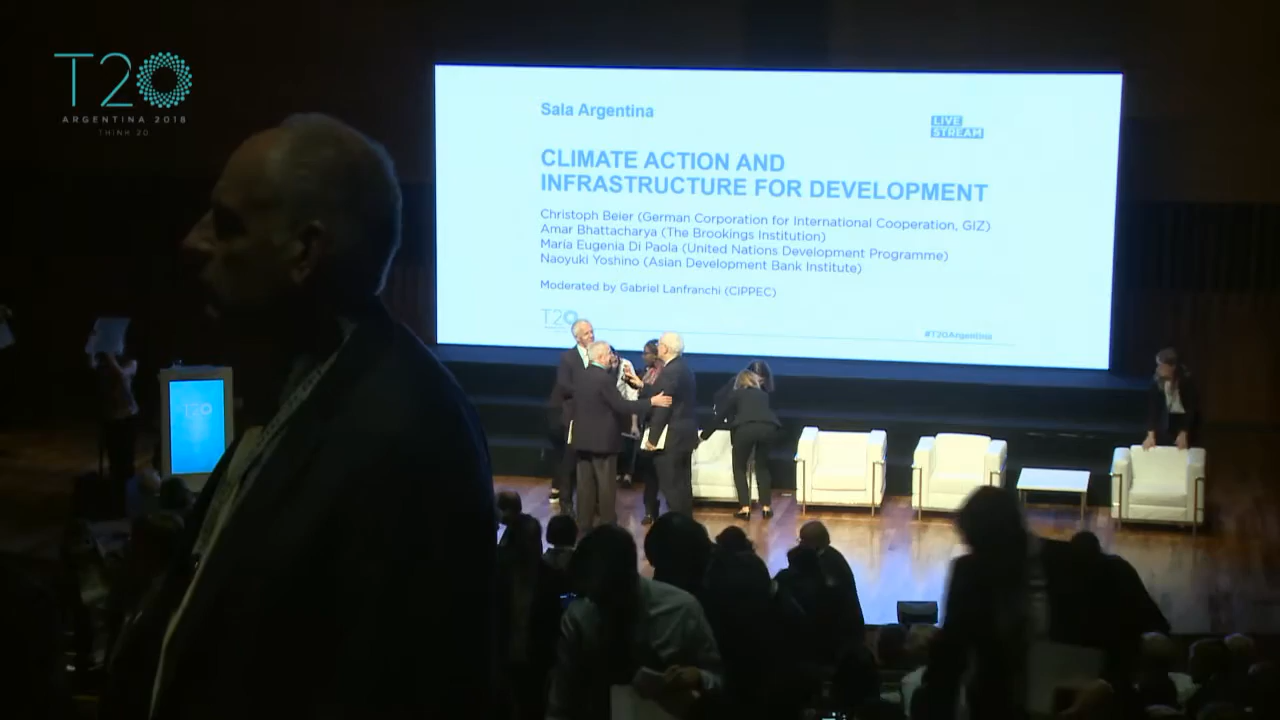 T20
ARGENTINA 2018
THINK 20
Sala Argentina
LIVE
STREAM
CLIMATE ACTION AND
INFRASTRUCTURE FOR DEVELOPMENT
Christoph Beier (German Corporation for International Cooperation, GIZ)
Amar Bhattacharya (The Brookings Institution)
María Eugenia Di Paola (United Nations Development Programme)
Naoyuki Yoshino (Asian Development Bank Institute)
Moderated by Gabriel Lanfranchi (CIPPEC)
T20
#T20Argentina
T20